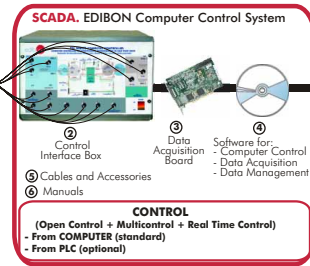 SCADA. EDIBON Computer Control System
②
Control
Interface Box
③
Data
Acquisition
Board
④
Software for:
- Computer Control
- Data Acquisition
- Data Management
⑤ Cables and Accessories
⑥ Manuals
CONTROL
(Open Control + Multicontrol + Real Time Control)
- From COMPUTER (standard)
- From PLC (optional)